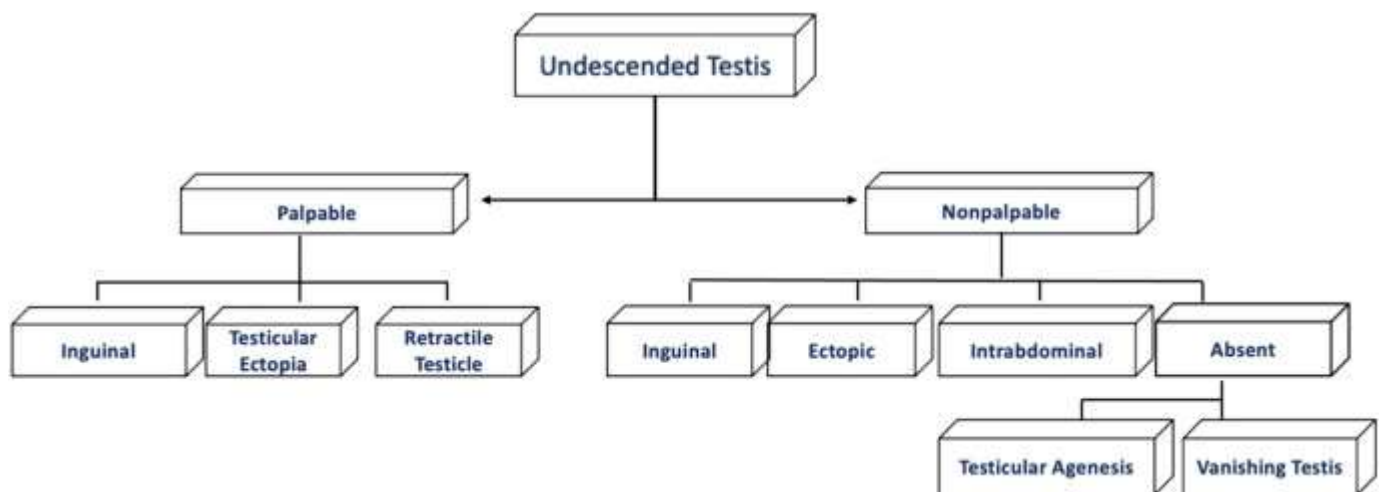 Undescended Testis
Palpable
Nonpalpable
Inguinal
Testicular
Ectopia
Retractile
Testicle
Inguinal
Ectopic
Intrabdominal
Absent
Testicular Agenesis
Vanishing Testis